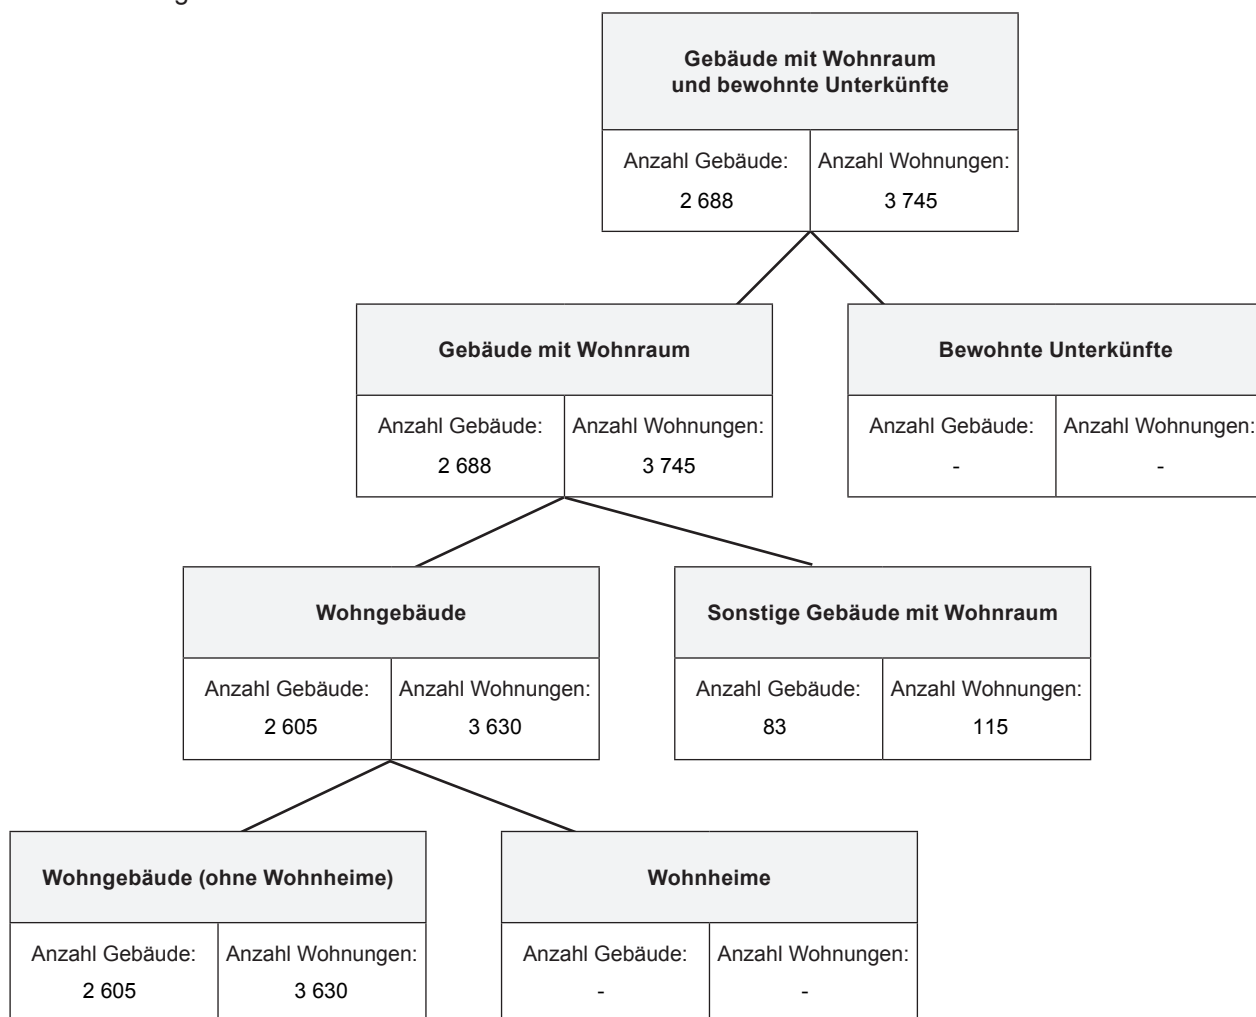 Gebäude mit Wohnraum
und bewohnte Unterkünfte
Anzahl Gebäude: Anzahl Wohnungen:
2 688 3 745
Gebäude mit Wohnraum Bewohnte Unterkünfte
Anzahl Gebäude: Anzahl Wohnungen: Anzahl Gebäude: Anzahl Wohnungen:
2 688 3 745 - -
Wohngebäude Sonstige Gebäude mit Wohnraum
Anzahl Gebäude: Anzahl Wohnungen: Anzahl Gebäude: Anzahl Wohnungen:
2 605 3 630 83 115
Wohngebäude (ohne Wohnheime) Wohnheime
Anzahl Gebäude: Anzahl Wohnungen: Anzahl Gebäude: Anzahl Wohnungen:
2 605 3 630 - -